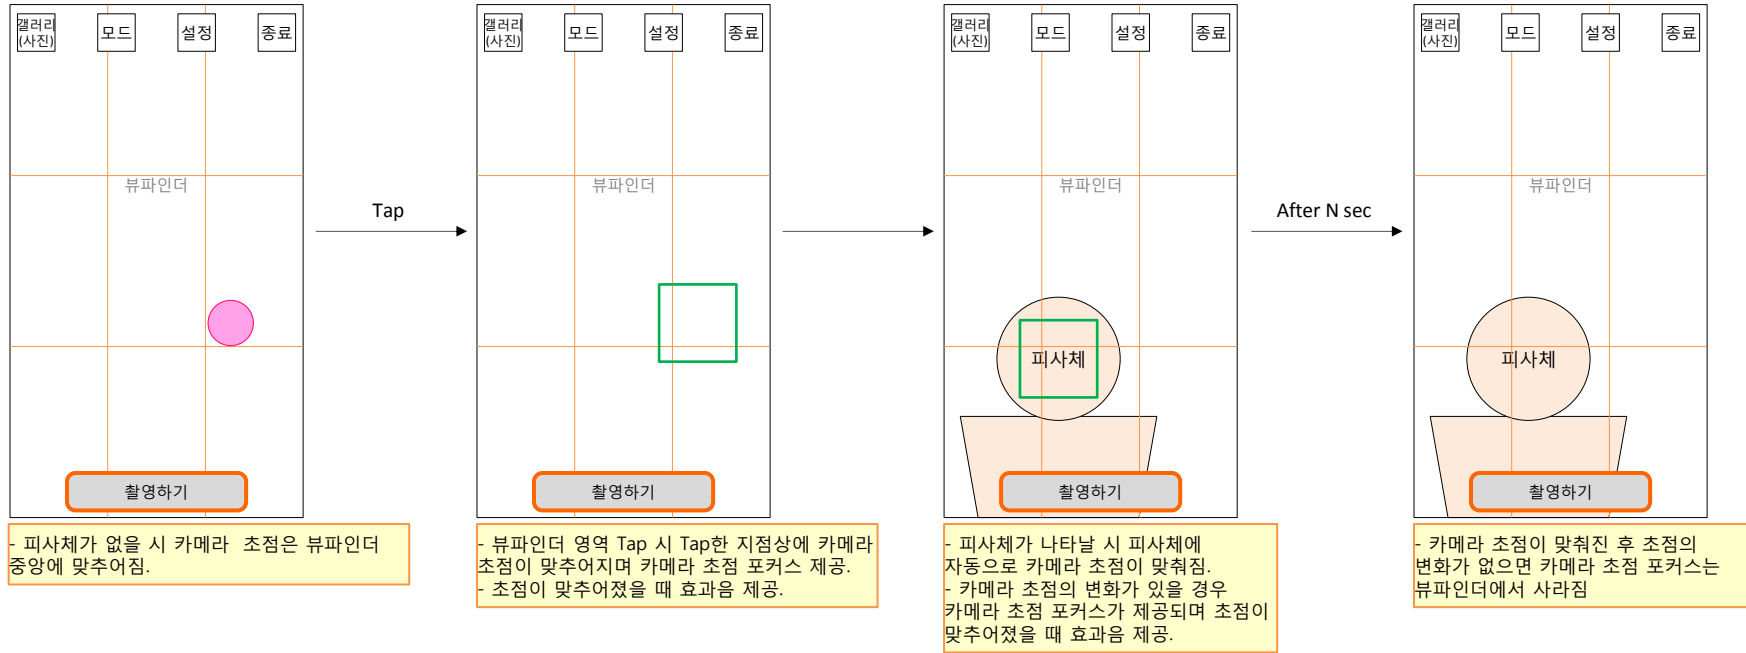 갤러리
(사진)
모드
설정
종료
뷰파인더
촬영하기
- 피사체가 없을 시 카메라 초점은 뷰파인더
중앙에 맞추어짐.
Tap
갤러리
(사진)
모드
설정
종료
뷰파인더
촬영하기
- 뷰파인더 영역 Tap 시 Tap한 지점상에 카메라
초점이 맞추어지며 카메라 초점 포커스 제공.
- 초점이 맞추어졌을 때 효과음 제공.
갤러리
(사진)
모드
설정
종료
뷰파인더
피사체
촬영하기
- 피사체가 나타날 시 피사체에
자동으로 카메라 초점이 맞춰짐.
- 카메라 초점의 변화가 있을 경우
카메라 초점 포커스가 제공되며 초점이
맞추어졌을 때 효과음 제공.
After N sec
갤러리
(사진)
모드
설정
종료
뷰파인더
피사체
촬영하기
- 카메라 초점이 맞춰진 후 초점의
변화가 없으면 카메라 초점 포커스는
뷰파인더에서 사라짐